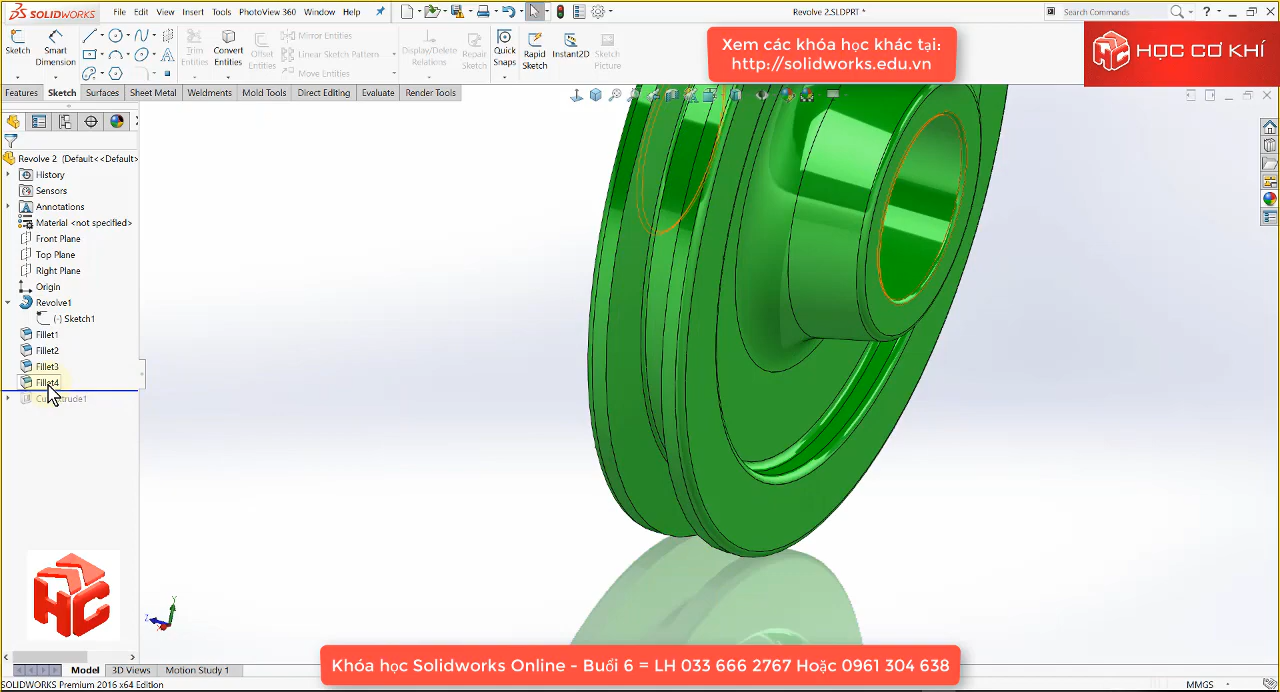 SOLIDWORKS
File Edit View Insert Tools PhotoView 360 Window Help
Revolve 2.SLDPRT *
Search Commands
Sketch
Smart Dimension
Trim Entities
Convert Entities
Offset Entities
Mirror Entities
Linear Sketch Pattern
Move Entities
Display/Delete Relations
Repair Sketch
Quick Snaps
Rapid Sketch
Instant2D
Sketch Picture
Xem các khóa học khác tại:
http://solidworks.edu.vn
HỌC CƠ KHÍ
Features Sketch Surfaces Sheet Metal Weldments Mold Tools Direct Editing Evaluate Render Tools
Revolve 2 (Default<<Default>
History
Sensors
Annotations
Material <not specified>
Front Plane
Top Plane
Right Plane
Origin
Revolve1
(-) Sketch1
Fillet1
Fillet2
Fillet3
Fillet4
HC
Y
Z
Model 3D Views Motion Study 1
Khóa học Solidworks Online - Buổi 6 = LH 033 666 2767 Hoặc 0961 304 638
SOLIDWORKS Premium 2016 x64 Edition
MMGS